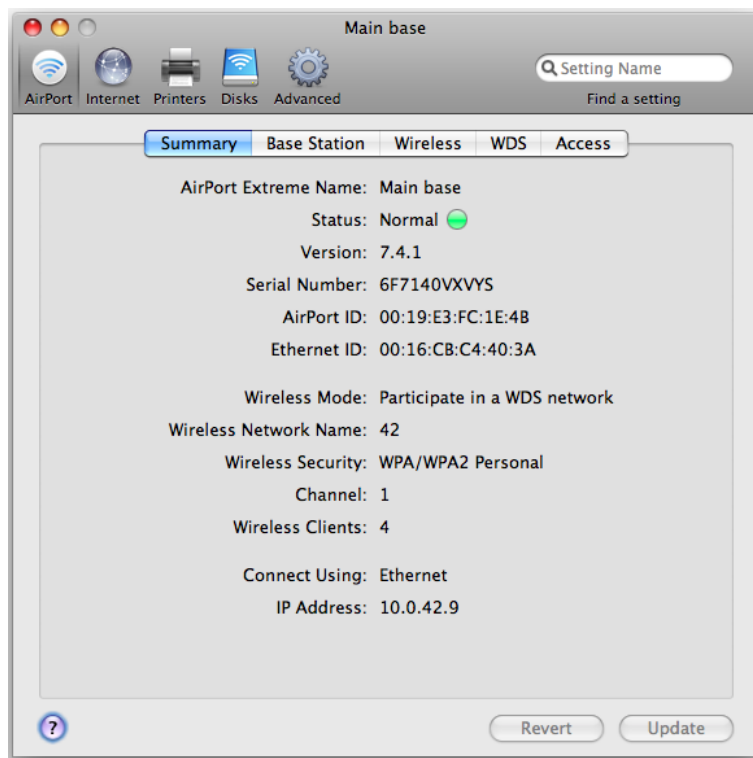 Main base
Setting Name
AirPort Internet Printers Disks Advanced Find a setting
Summary Base Station Wireless WDS Access
AirPort Extreme Name: Main base
Status: Normal
Version: 7.4.1
Serial Number: 6F7140VXVYS
AirPort ID: 00:19:E3:FC:1E:4B
Ethernet ID: 00:16:CB:C4:40:3A
Wireless Mode: Participate in a WDS network
Wireless Network Name: 42
Wireless Security: WPA/WPA2 Personal
Channel: 1
Wireless Clients: 4
Connect Using: Ethernet
IP Address: 10.0.42.9
? Revert Update